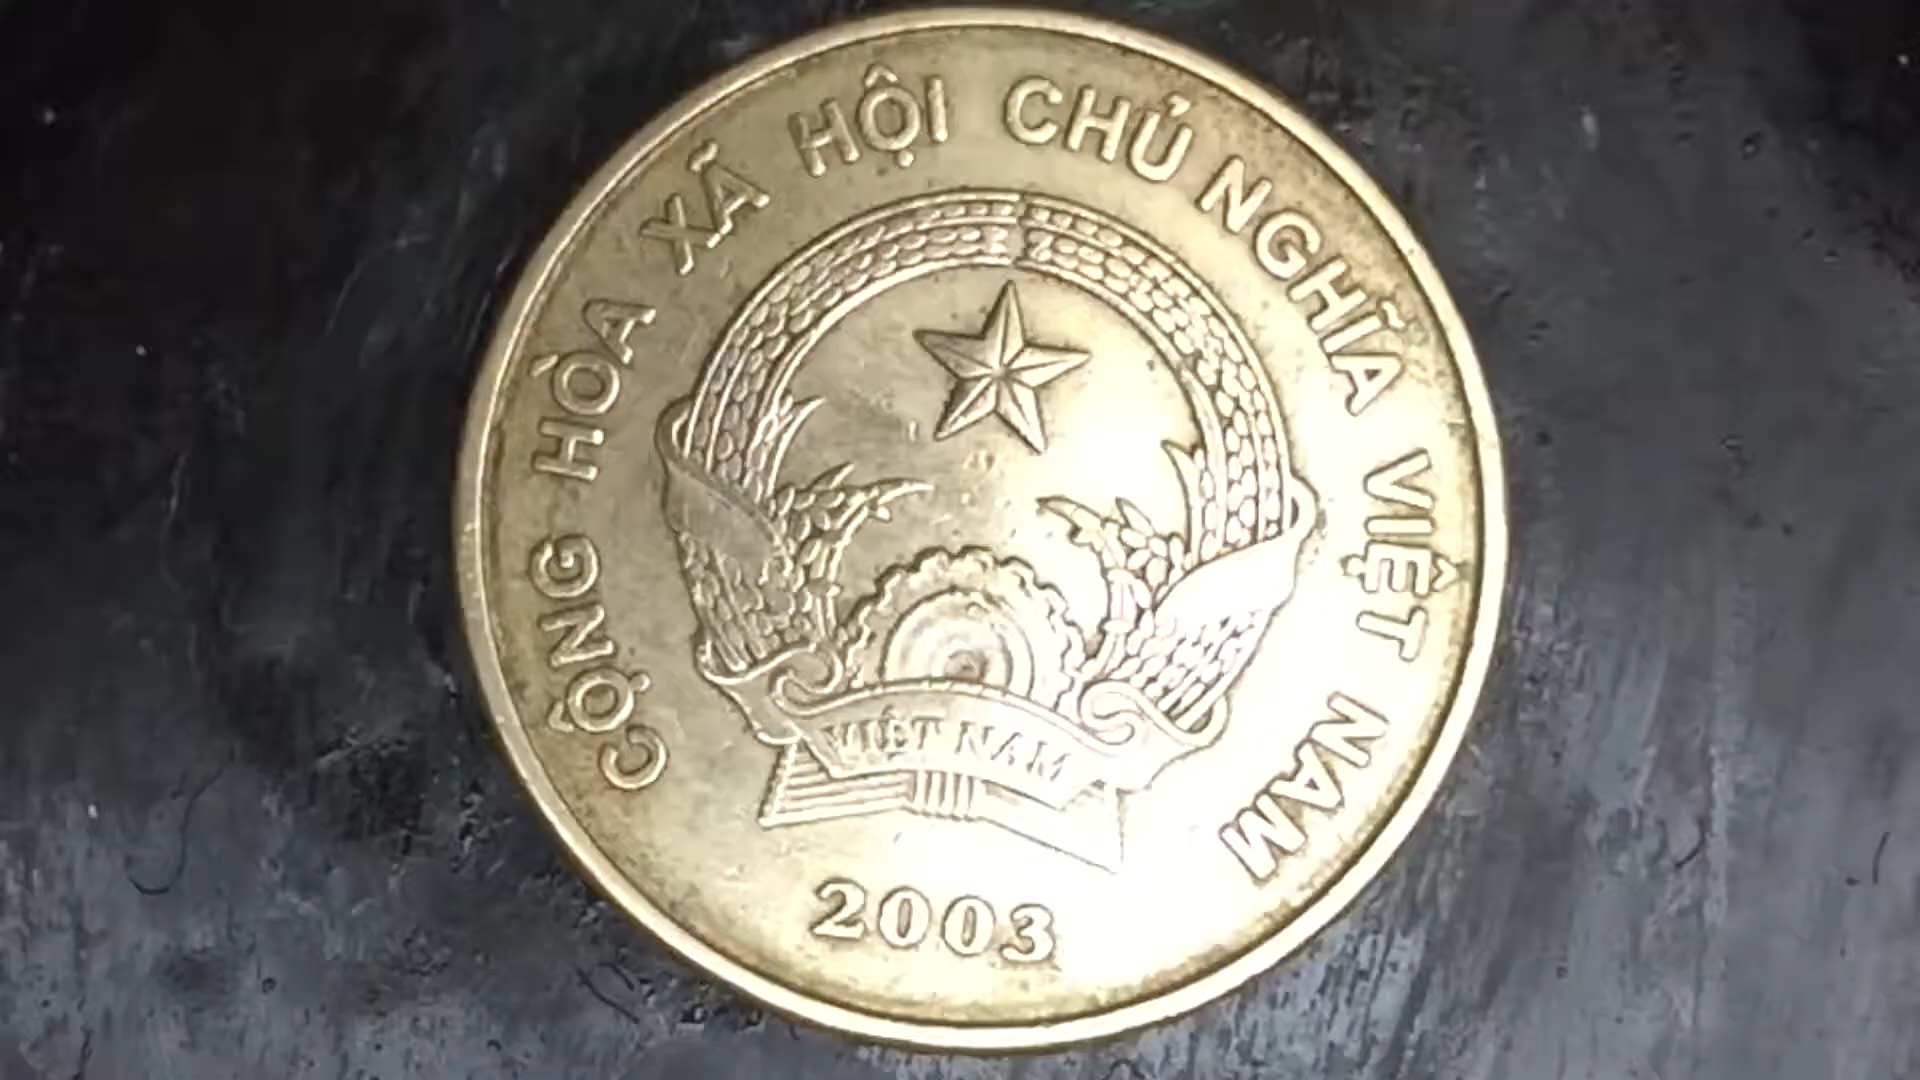 CỘNG HÒA XÃ HỘI CHỦ NGHĨA VIỆT NAM
VIỆT NAM
2003